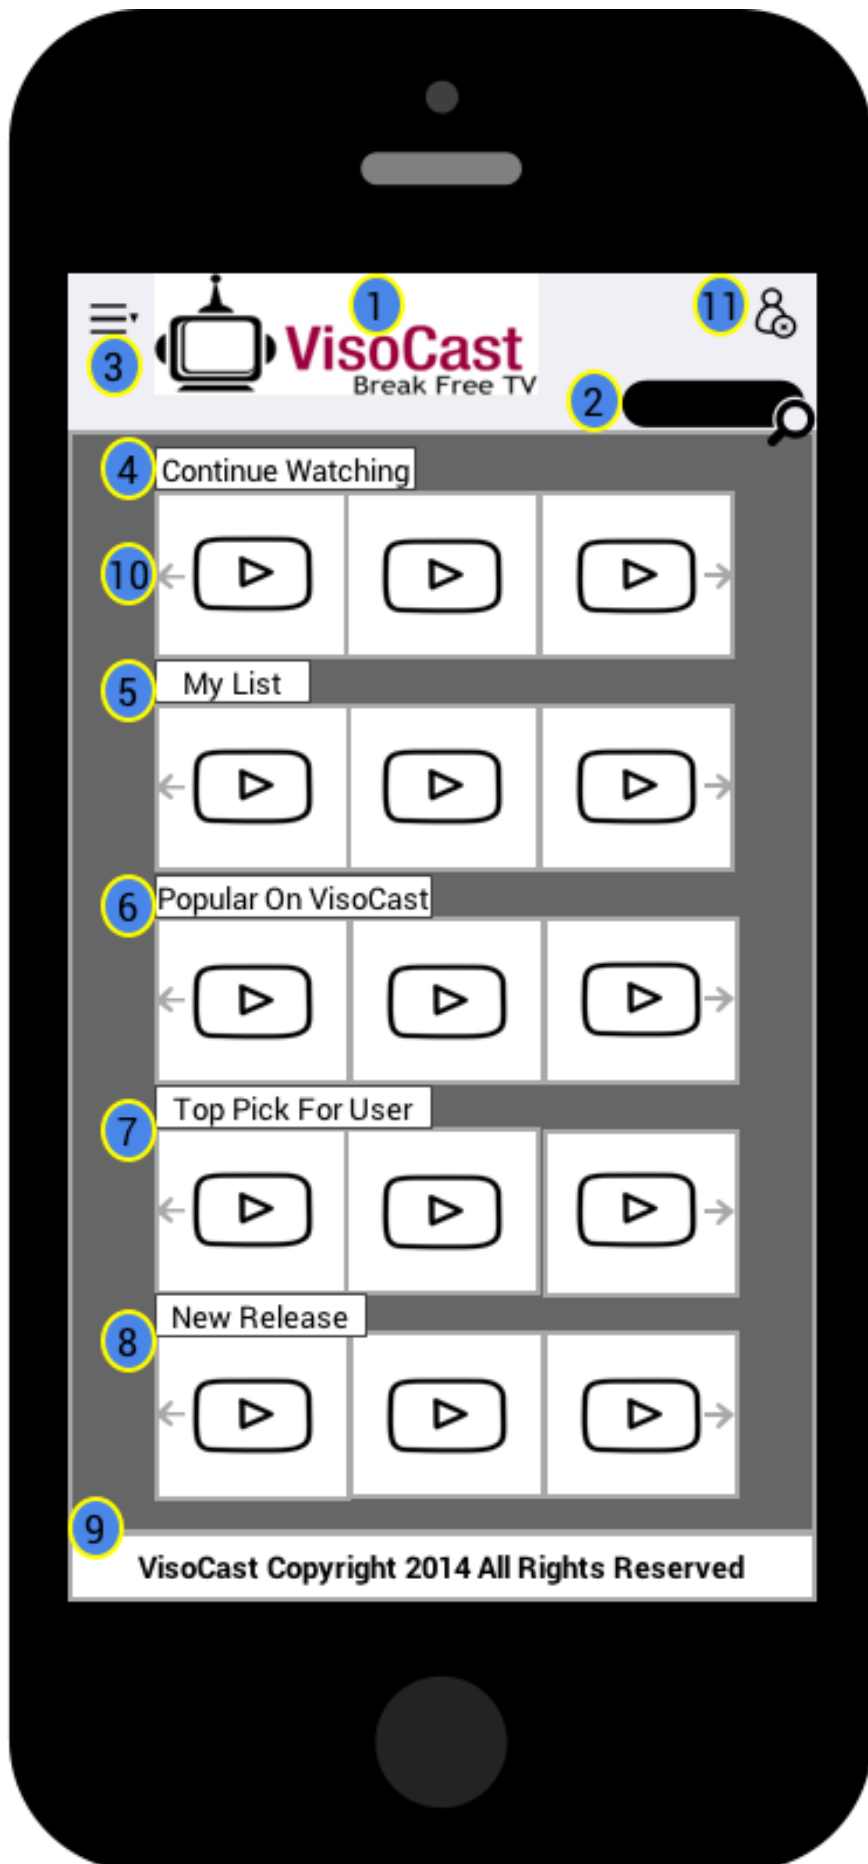 1
11
3
VisoCast
Break Free TV
2
4
Continue Watching
10
5
My List
6
Popular On VisoCast
7
Top Pick For User
8
New Release
9
VisoCast Copyright 2014 All Rights Reserved